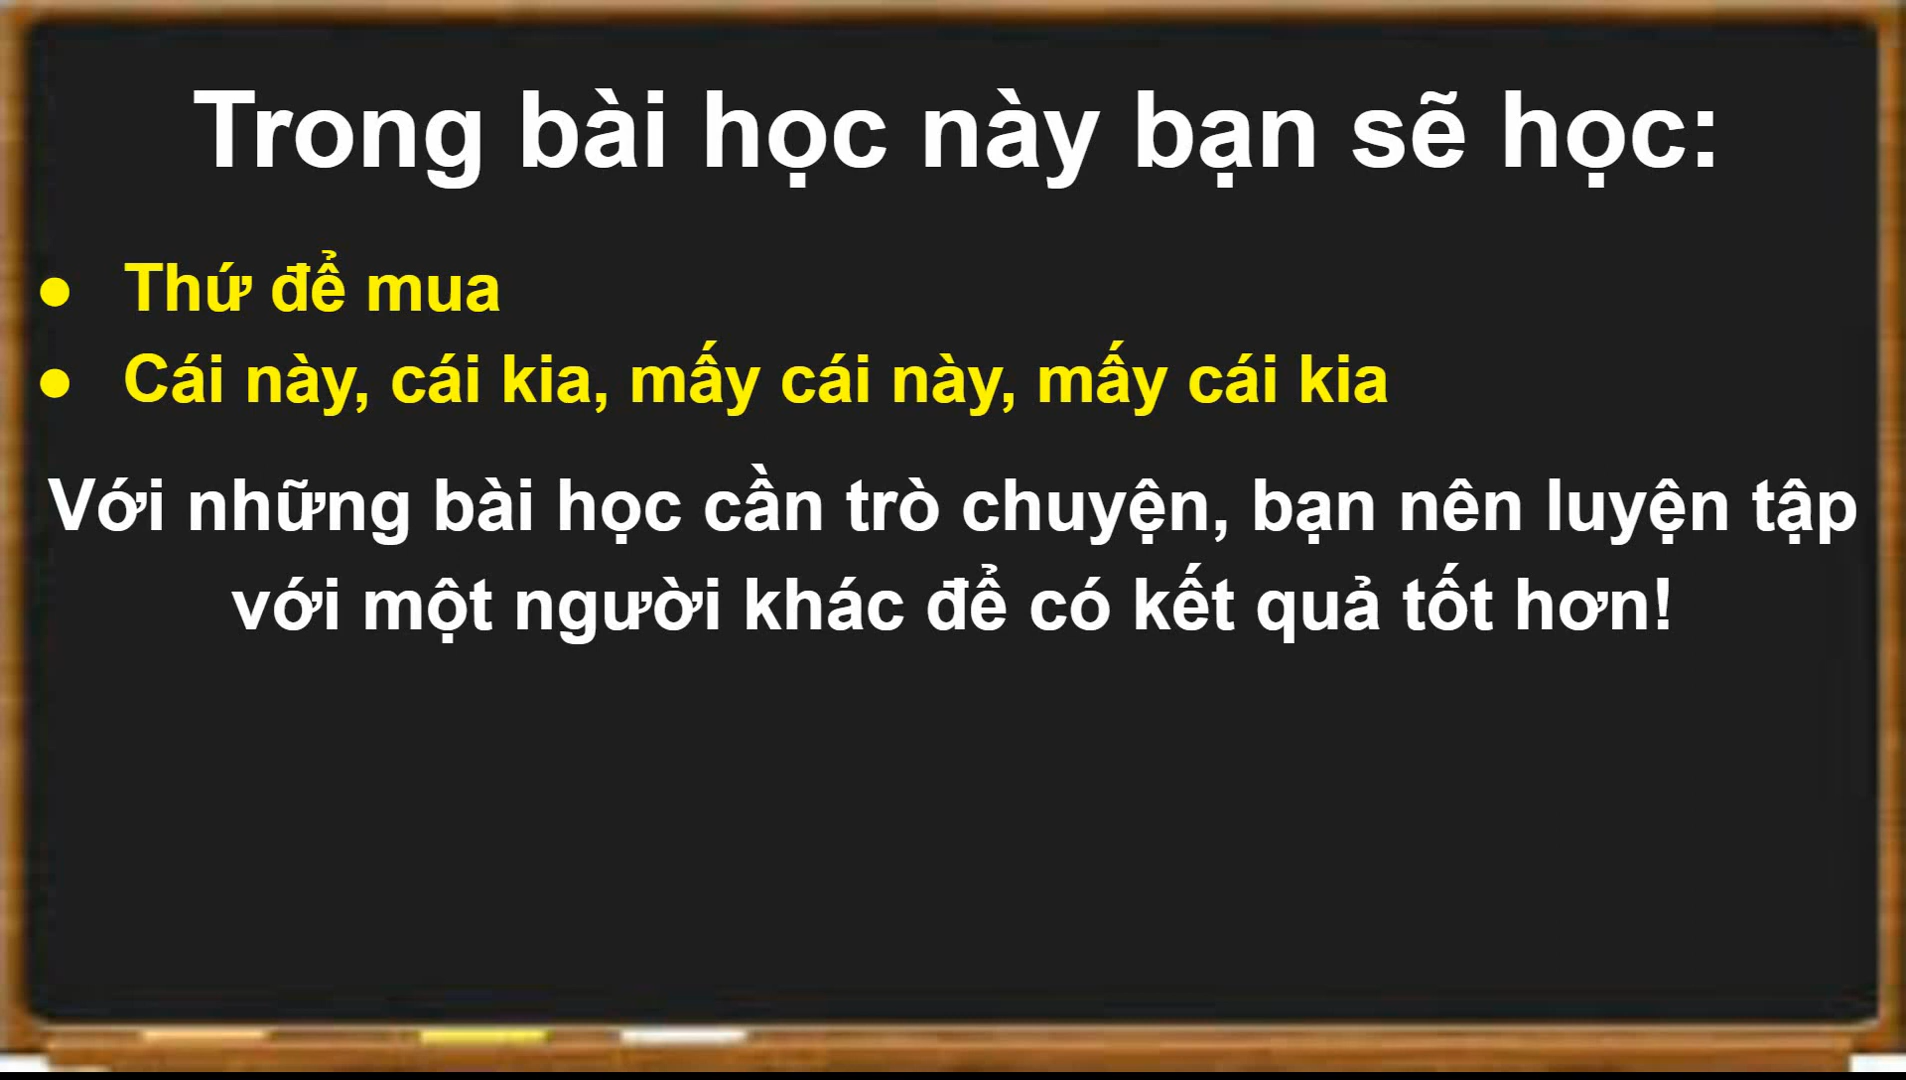 Trong bài học này bạn sẽ học:
● Thứ để mua
● Cái này, cái kia, mấy cái này, mấy cái kia
Với những bài học cần trò chuyện, bạn nên luyện tập
với một người khác để có kết quả tốt hơn!